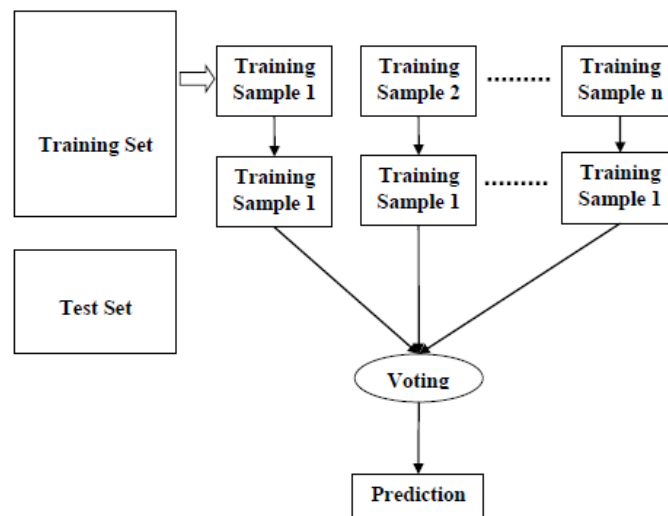 Training Set
Training
Sample 1
Training
Sample 2
.........
Training
Sample n
Training
Sample 1
Training
Sample 1
.........
Training
Sample 1
Test Set
Voting
Prediction